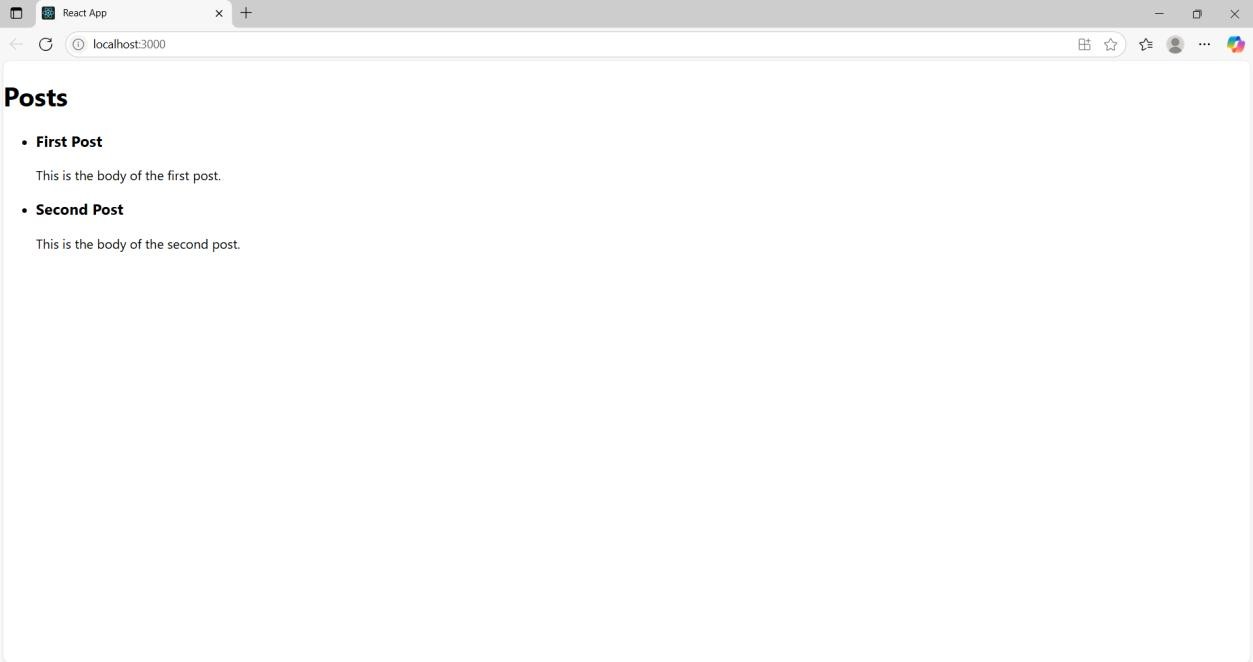 React App
localhost:3000
Posts
• First Post
This is the body of the first post.
• Second Post
This is the body of the second post.